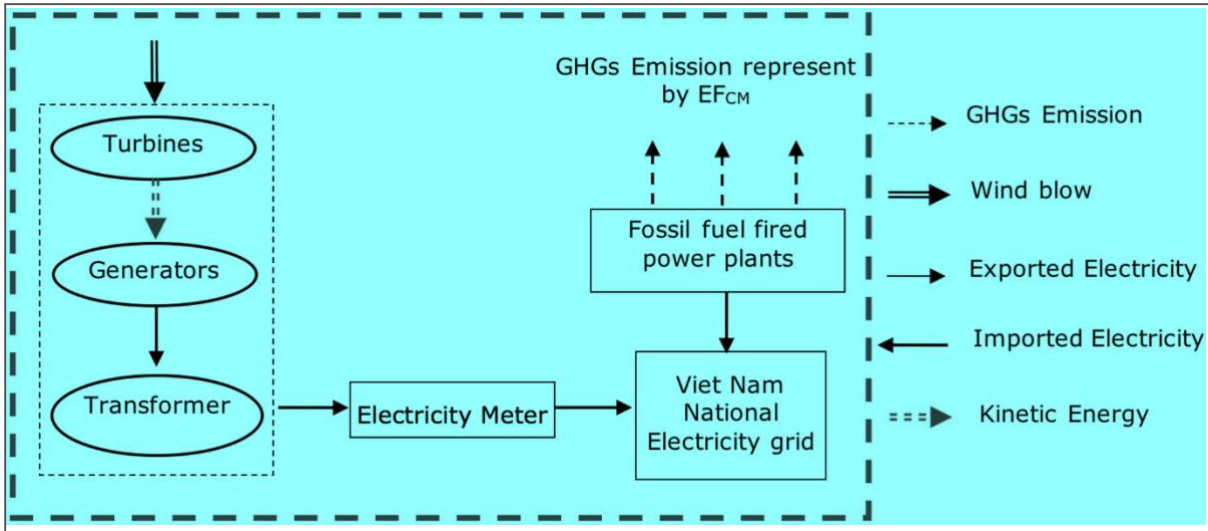 GHGs Emission represent
by EFCM
Turbines
Generators
Transformer
Electricity Meter
Fossil fuel fired
power plants
Viet Nam
National
Electricity grid
GHGs Emission
Wind blow
Exported Electricity
Imported Electricity
Kinetic Energy